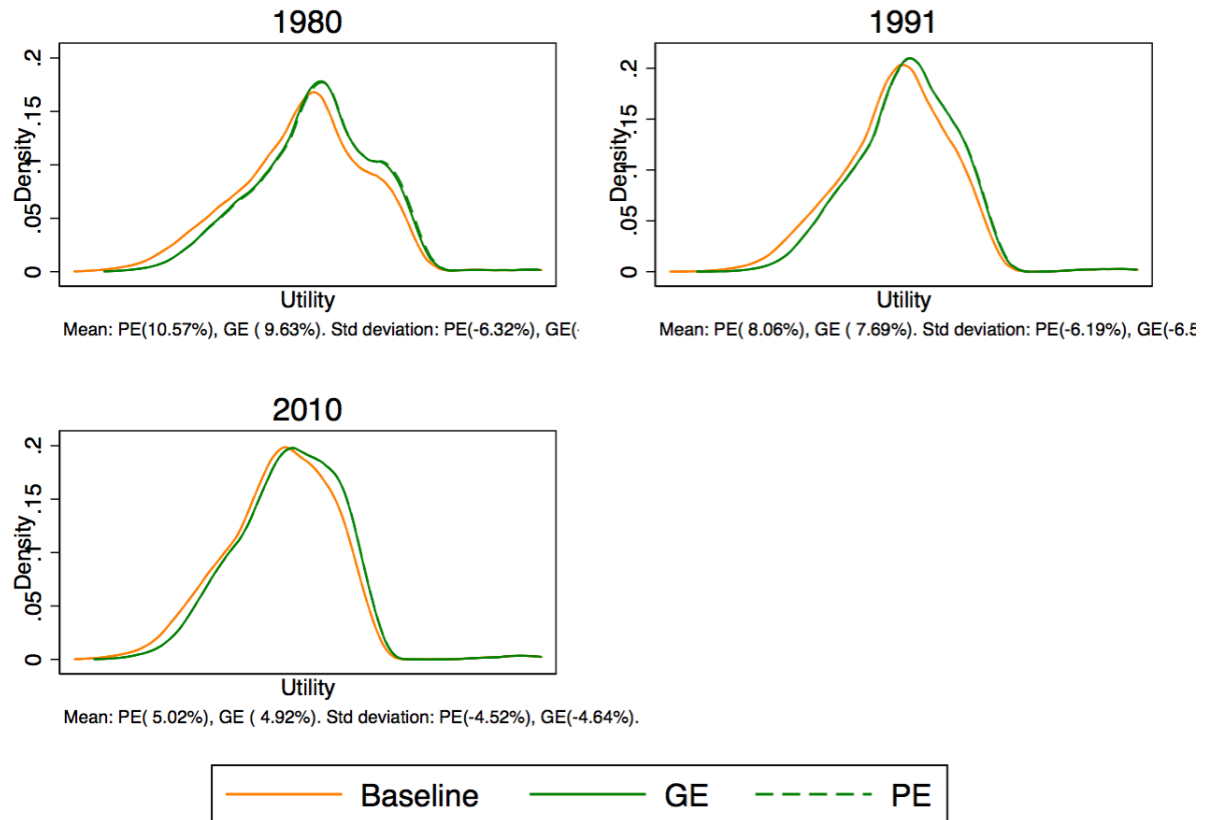 1980
.2
.15
.1
.05
0
Density
Utility
Mean: PE(10.57%), GE ( 9.63%). Std deviation: PE(-6.32%), GE(-
1991
.2
.15
.1
.05
0
Density
Utility
Mean: PE( 8.06%), GE ( 7.69%). Std deviation: PE(-6.19%), GE(-6.5
2010
.2
.15
.1
.05
0
Density
Utility
Mean: PE( 5.02%), GE ( 4.92%). Std deviation: PE(-4.52%), GE(-4.64%).
Baseline GE PE